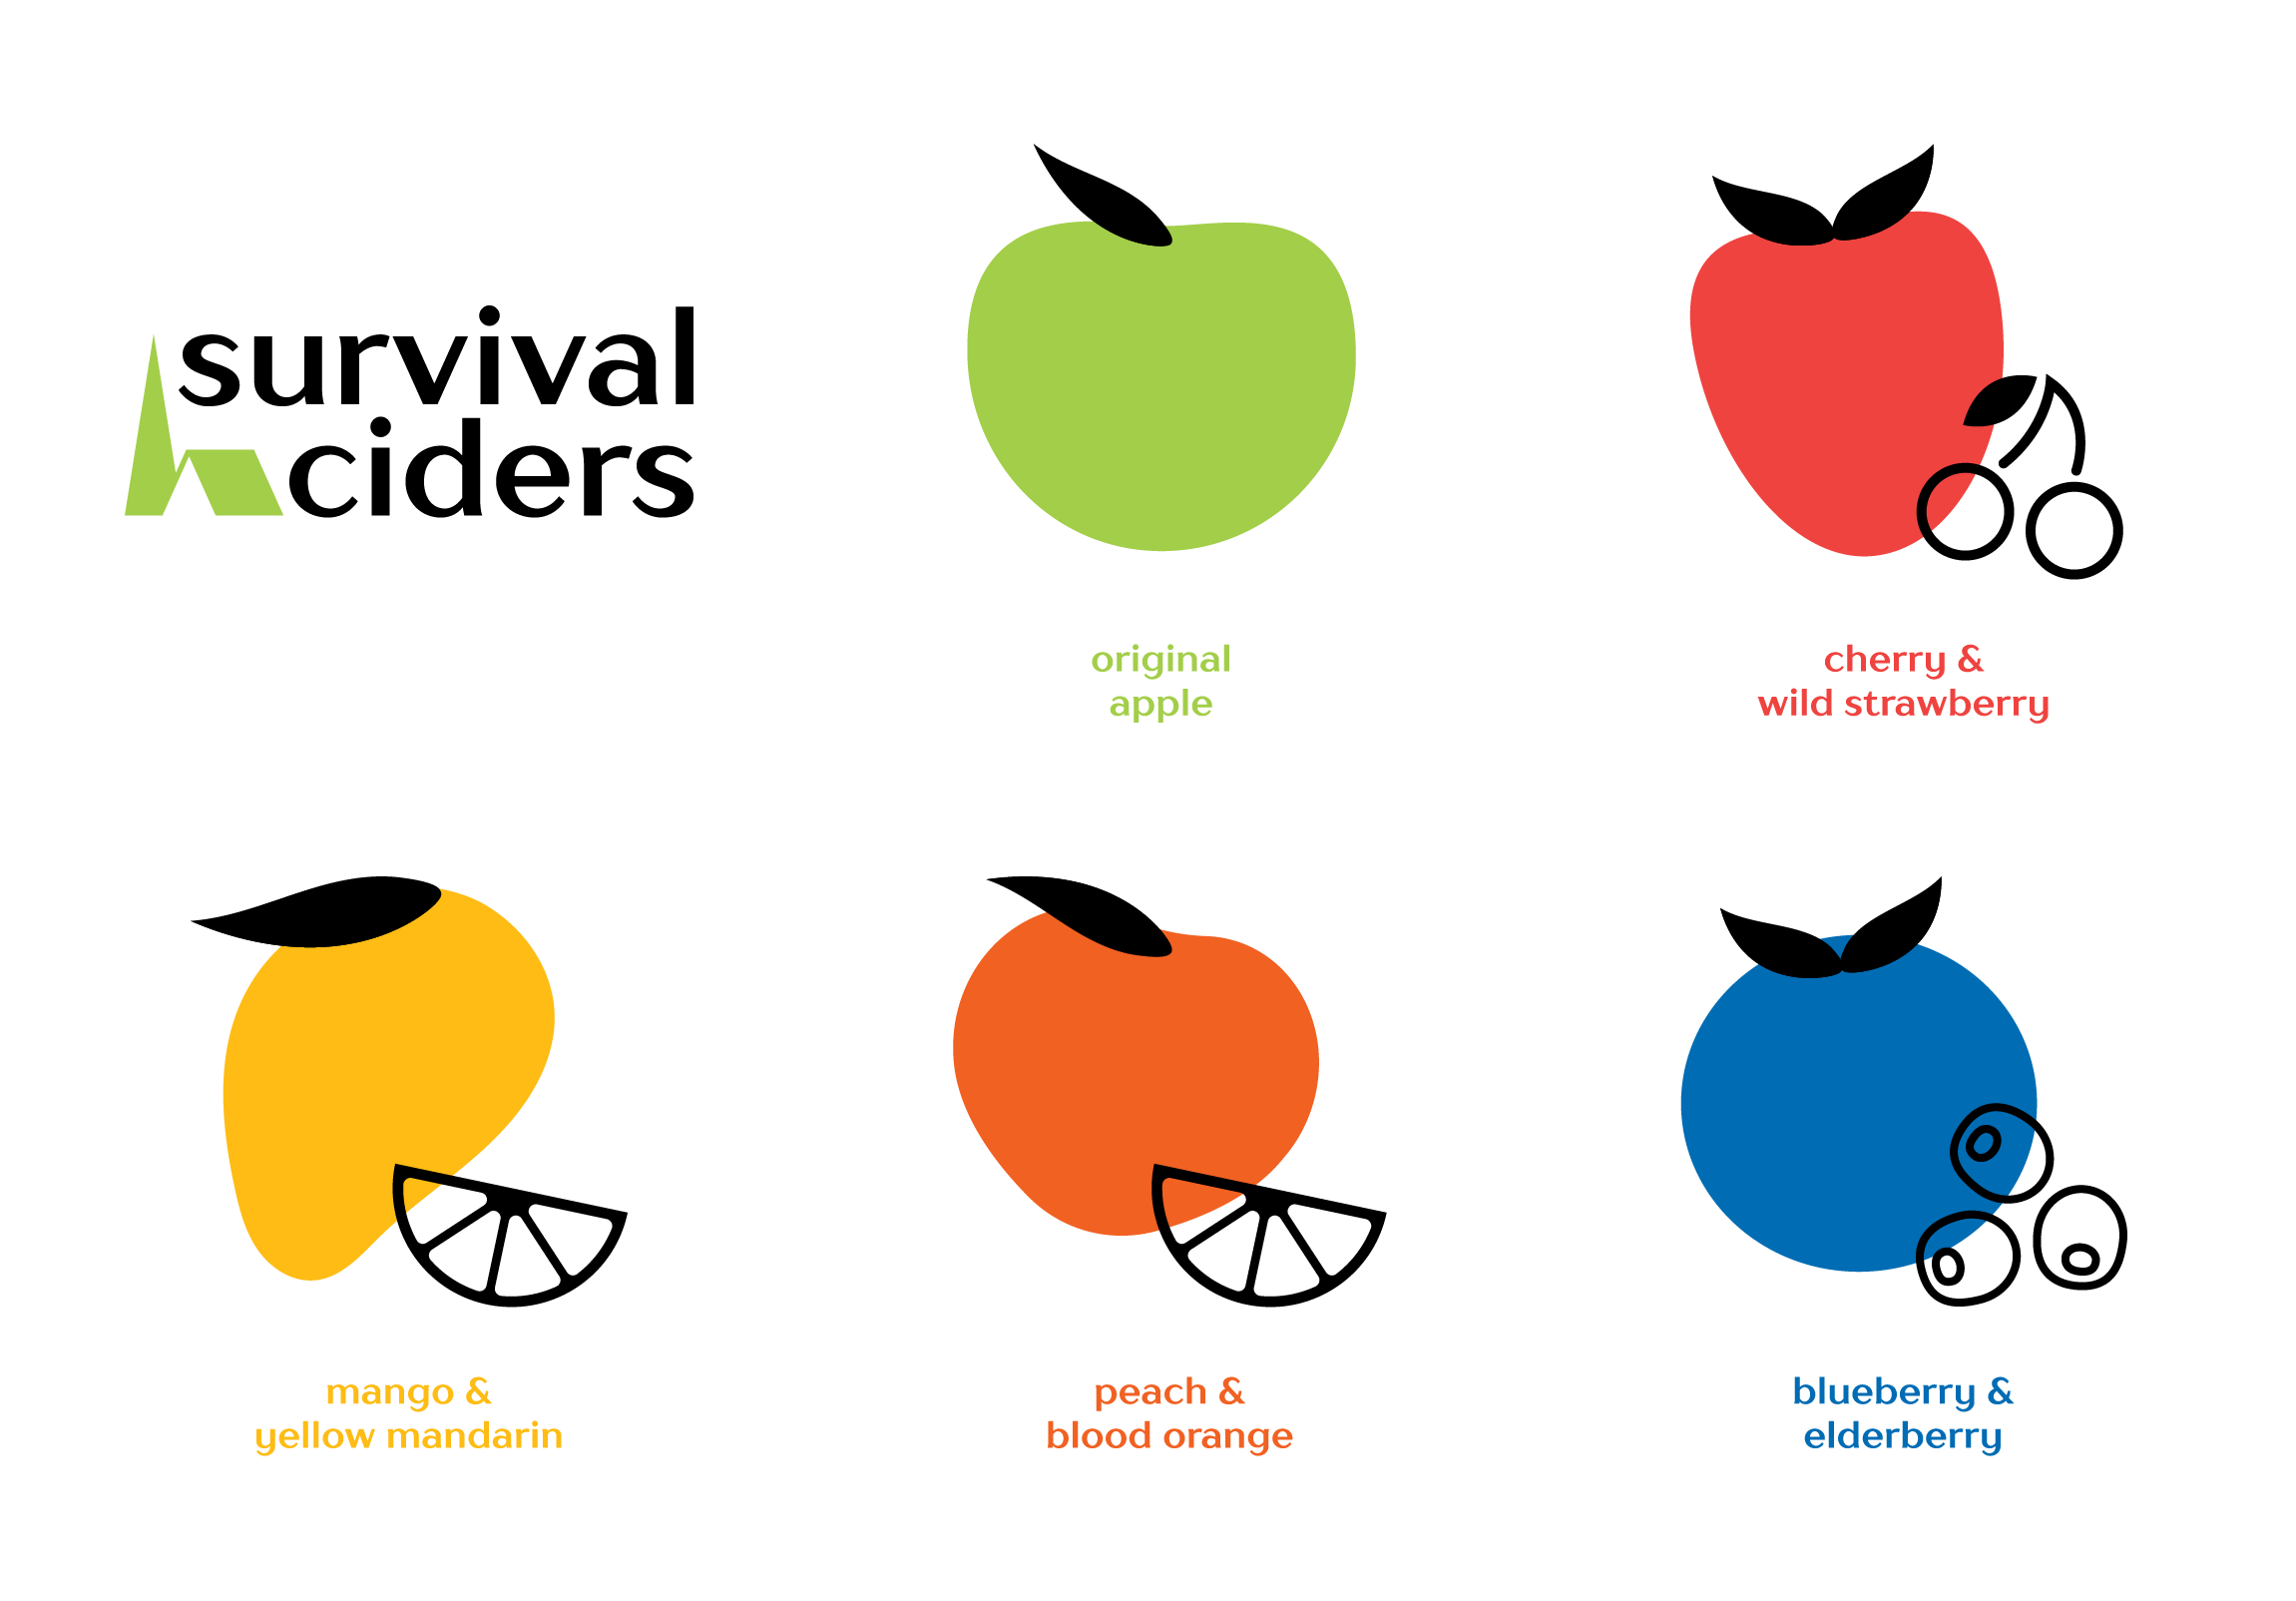 survival
ciders
original
apple
cherry &
wild strawberry
mango &
yellow mandarin
peach &
blood orange
blueberry &
elderberry